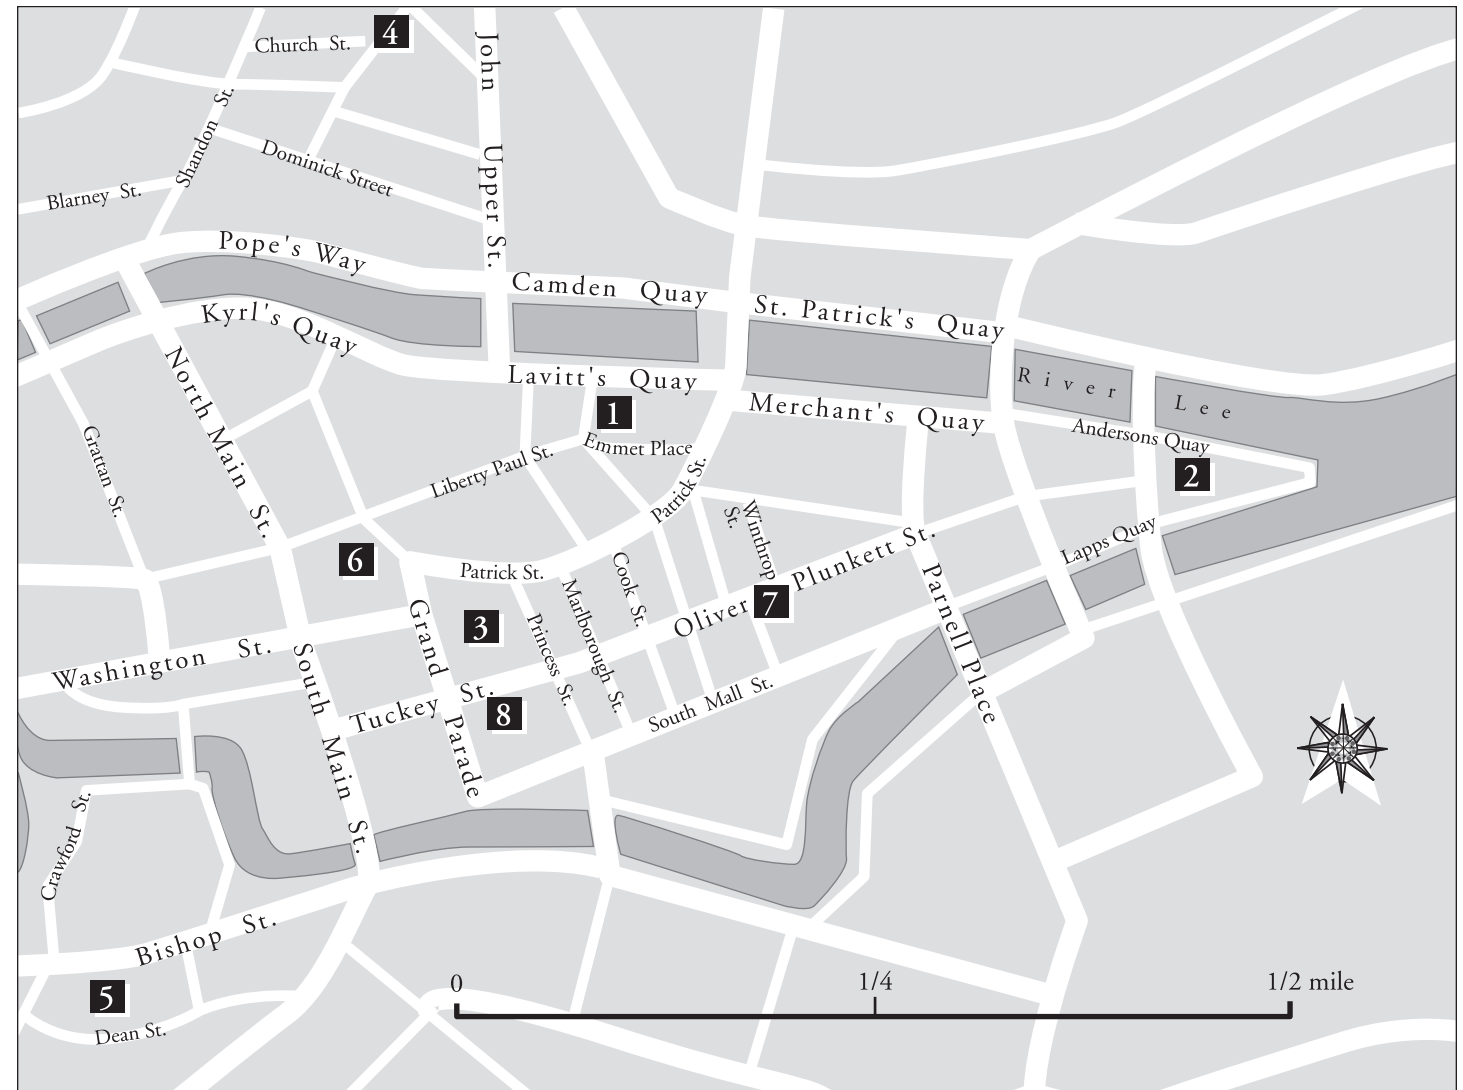 4
Church St.
John Upper St.
Shandon St.
Dominick Street
Blarney St.
Pope's Way
Camden Quay
St. Patrick's Quay
Kyrl's Quay
Lavitt's Quay
Merchant's Quay
River Lee
Andersons Quay
1
2
Emmet Place
Liberty Paul St.
Patrick St.
North Main St.
Grattan St.
Winthrop St.
Lapps Quay
6
Patrick St.
Cook St.
Oliver Plunkett St.
7
Parnell Place
3
Grand Parade
Princess St.
Marlborough St.
Washington St.
South Main St.
Tuckey St.
8
South Mall St.
Crawford St.
Bishop St.
5
Dean St.
0 1/4 1/2 mile